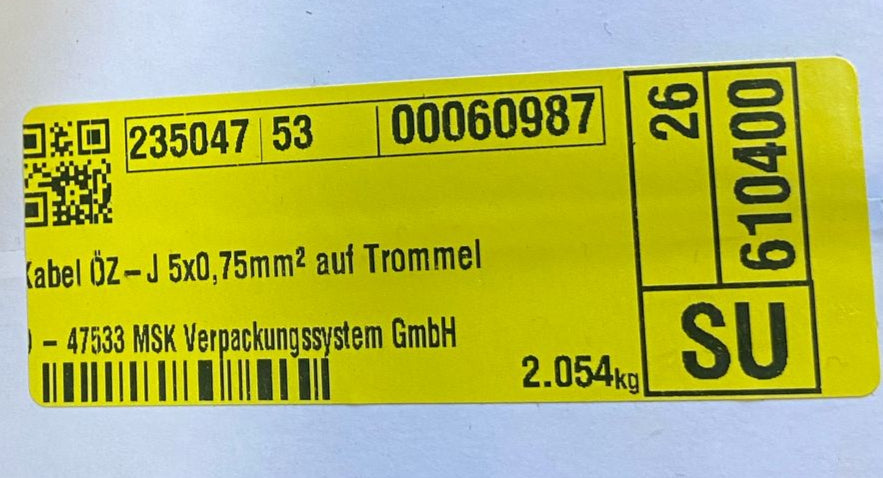 235047 53 00060987
Kabel ÖZ-J 5x0,75mm² auf Trommel
- 47533 MSK Verpackungssystem GmbH
2.054kg
26
610400
SU